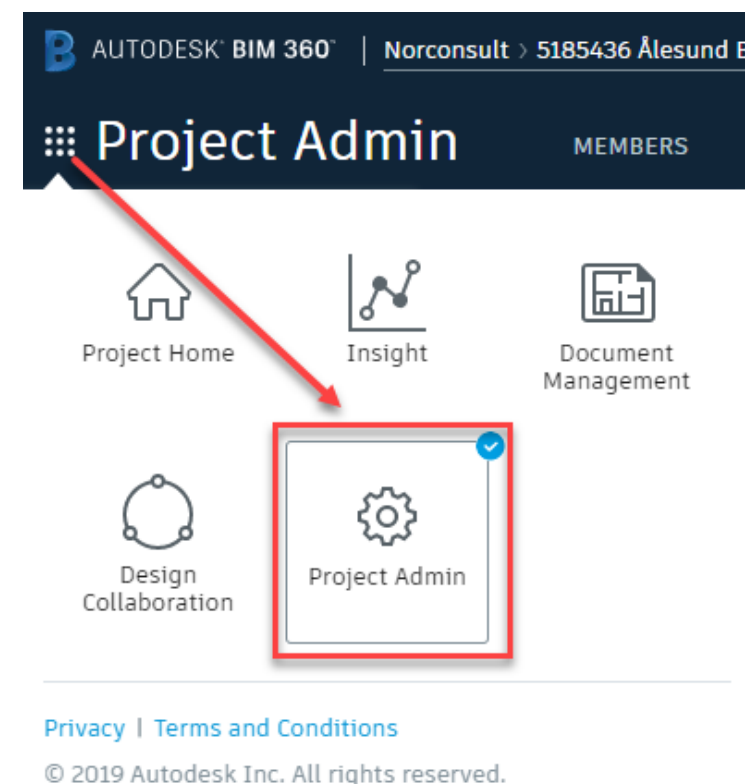 AUTODESK® BIM 360™ | Norconsult > 5185436 Ålesund
Project Admin MEMBERS
Project Home
Insight
Document
Management
Design
Collaboration
Project Admin
Privacy | Terms and Conditions
© 2019 Autodesk Inc. All rights reserved.